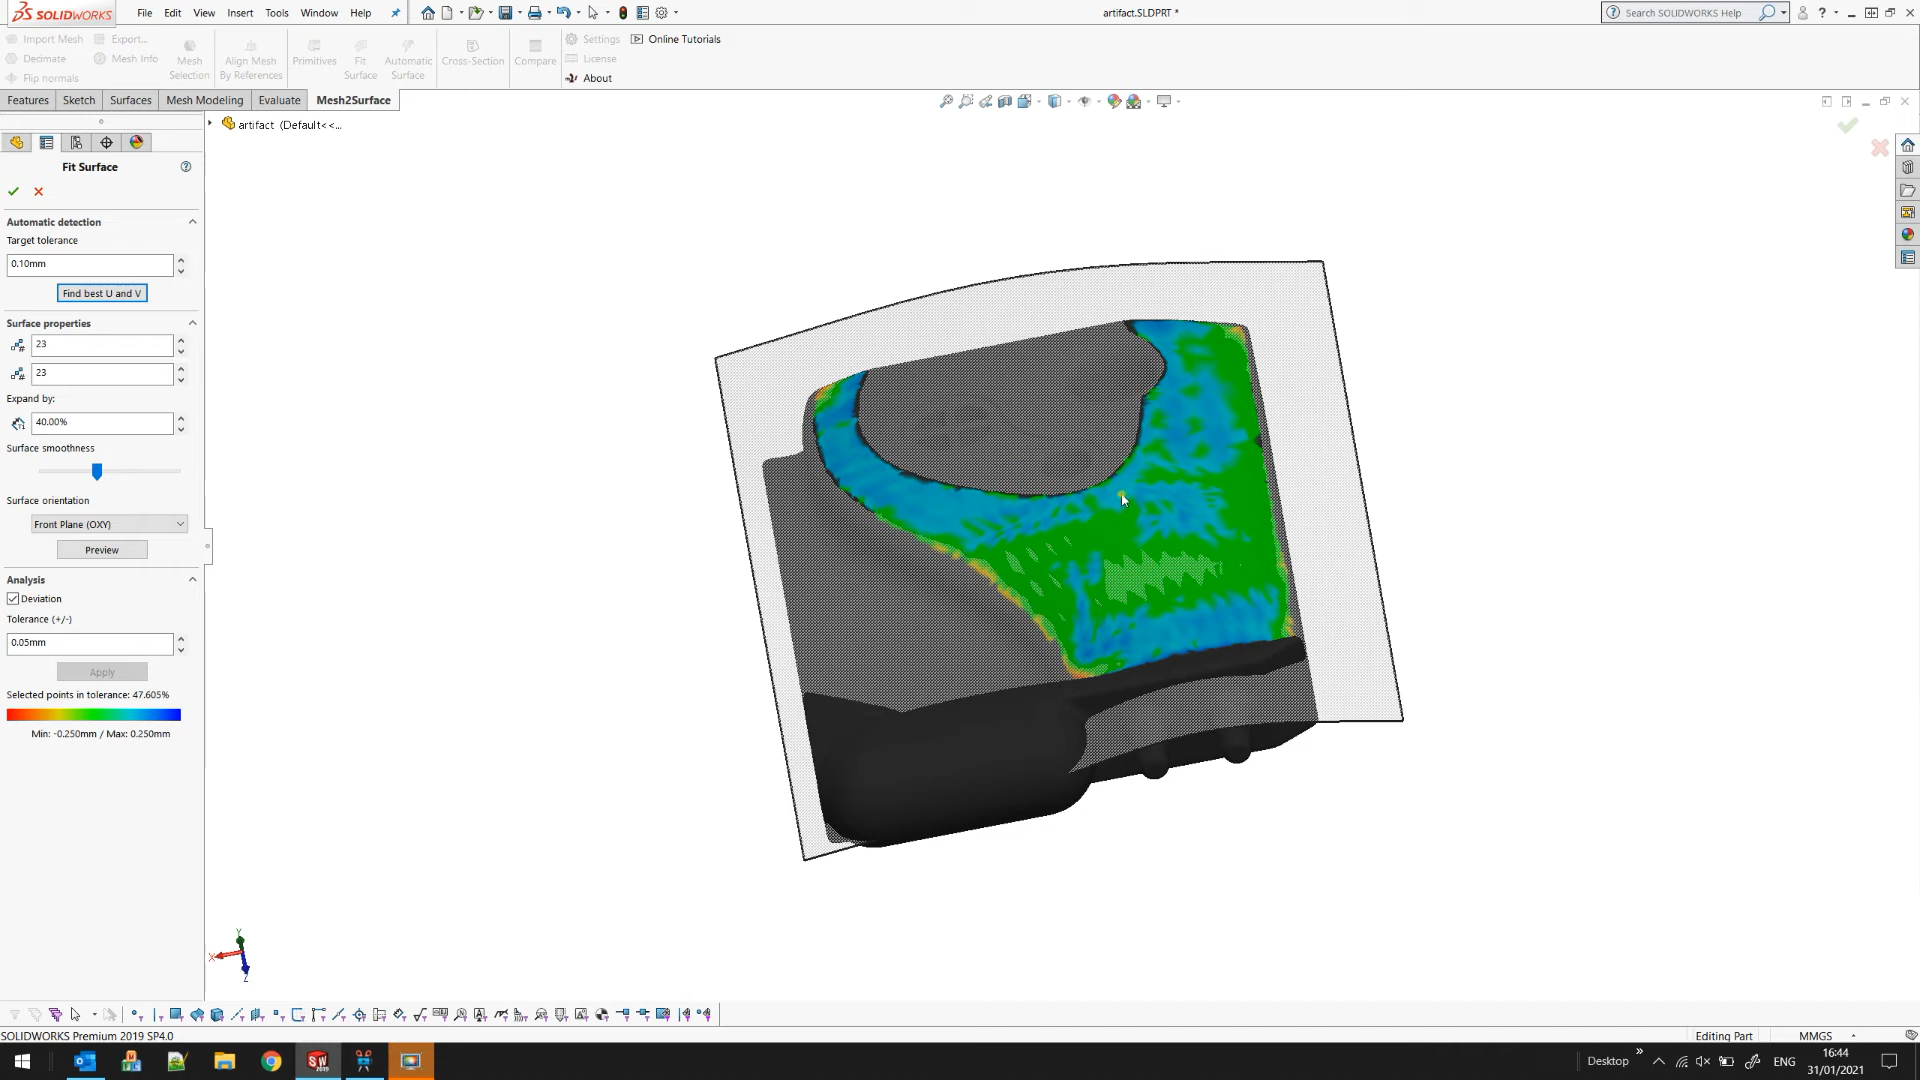 SOLIDWORKS File Edit View Insert Tools Window Help artifact.SLDPRT * Search SOLIDWORKS Help
Import Mesh Export... Settings Online Tutorials
Decimate Mesh Info License
Flip normals About
Mesh Selection
Align Mesh By References
Primitives
Fit Surface
Automatic Surface
Cross-Section
Compare
Features Sketch Surfaces Mesh Modeling Evaluate Mesh2Surface
artifact (Default<<...
Fit Surface
Automatic detection
Target tolerance
0.10mm
Find best U and V
Surface properties
23
23
Expand by:
40.00%
Surface smoothness
Surface orientation
Front Plane (OXY)
Preview
Analysis
Deviation
Tolerance (+/-)
0.05mm
Apply
Selected points in tolerance: 47.605%
Min: -0.250mm / Max: 0.250mm
Y
X
Z
SOLIDWORKS Premium 2019 SP4.0 Editing Part MMGS
Desktop » ENG 16:44
31/01/2021